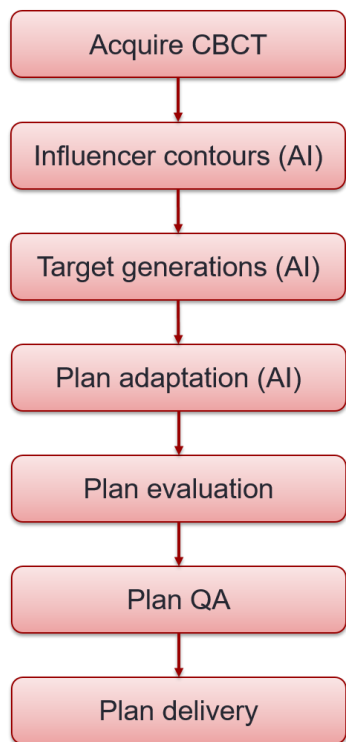 Acquire CBCT
Influencer contours (AI)
Target generations (AI)
Plan adaptation (AI)
Plan evaluation
Plan QA
Plan delivery